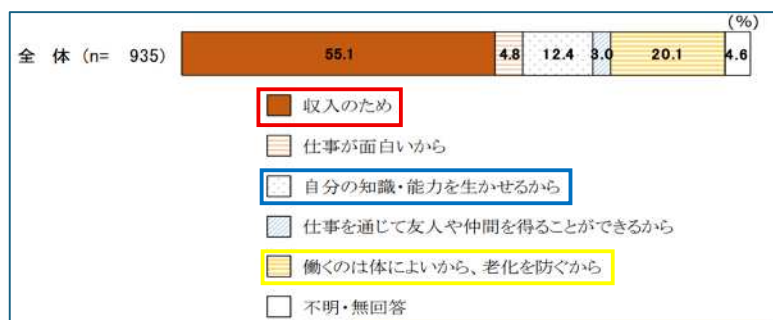 (%)
全 体 (n= 935) 55.1 4.8 12.4 3.0 20.1 4.6
収入のため
仕事が面白いから
自分の知識・能力を生かせるから
仕事を通じて友人や仲間を得ることができるから
働くのは体によいから、老化を防ぐから
不明・無回答